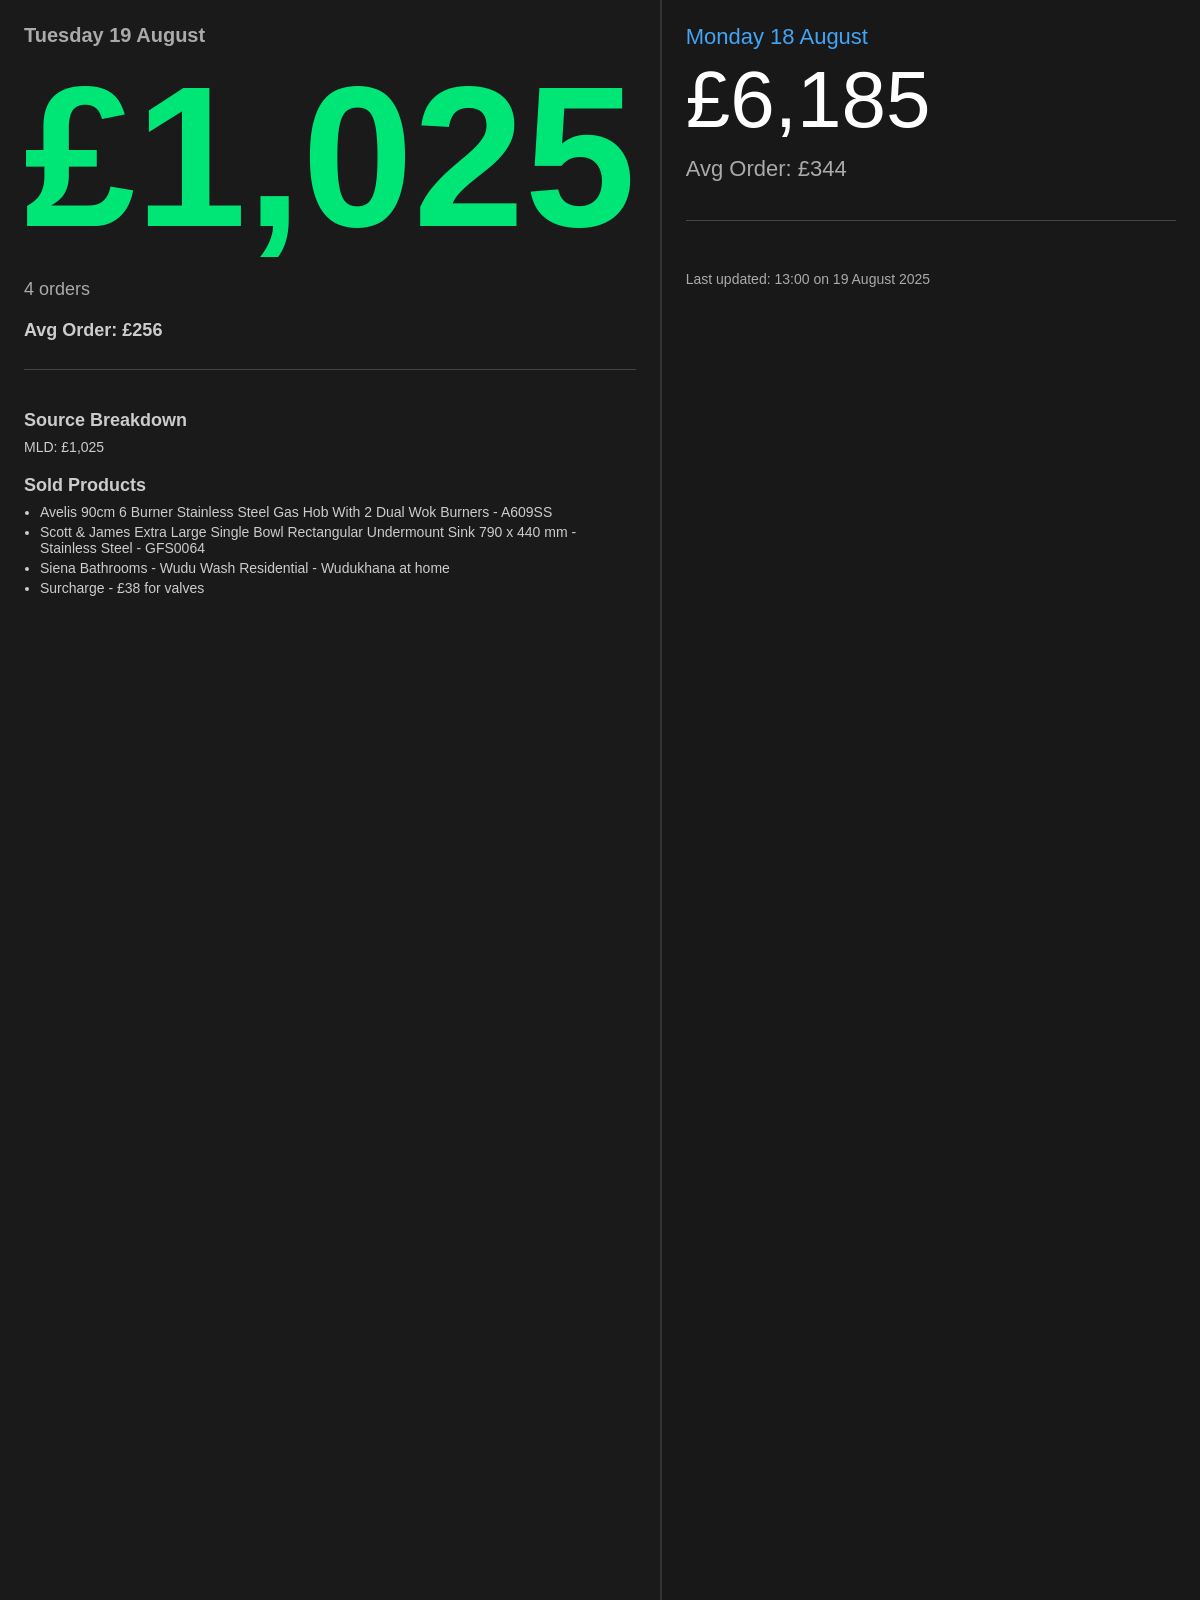 Tuesday 19 August
£1,025
4 orders
Avg Order: £256
Source Breakdown
MLD: £1,025
Sold Products
• Avelis 90cm 6 Burner Stainless Steel Gas Hob With 2 Dual Wok Burners - A609SS
• Scott & James Extra Large Single Bowl Rectangular Undermount Sink 790 x 440 mm -
Stainless Steel - GFS0064
• Siena Bathrooms - Wudu Wash Residential - Wudukhana at home
• Surcharge - £38 for valves
Monday 18 August
£6,185
Avg Order: £344
Last updated: 13:00 on 19 August 2025